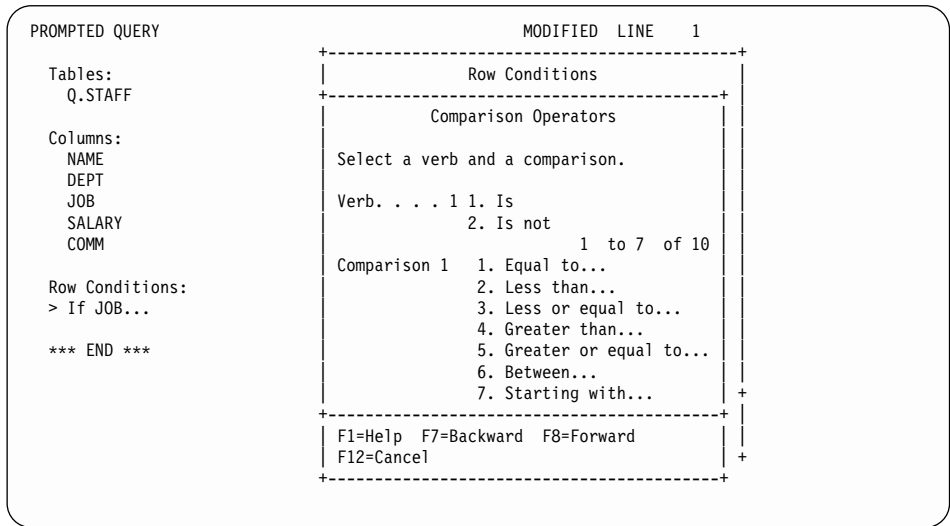 PROMPTED QUERY MODIFIED LINE 1
Tables:
Q.STAFF
Columns:
NAME
DEPT
JOB
SALARY
COMM
Row Conditions:
> If JOB...
*** END ***
Row Conditions
Comparison Operators
Select a verb and a comparison.
Verb. . . . 1 1. Is
2. Is not
1 to 7 of 10
Comparison 1 1. Equal to...
2. Less than...
3. Less or equal to...
4. Greater than...
5. Greater or equal to...
6. Between...
7. Starting with...
F1=Help F7=Backward F8=Forward
F12=Cancel